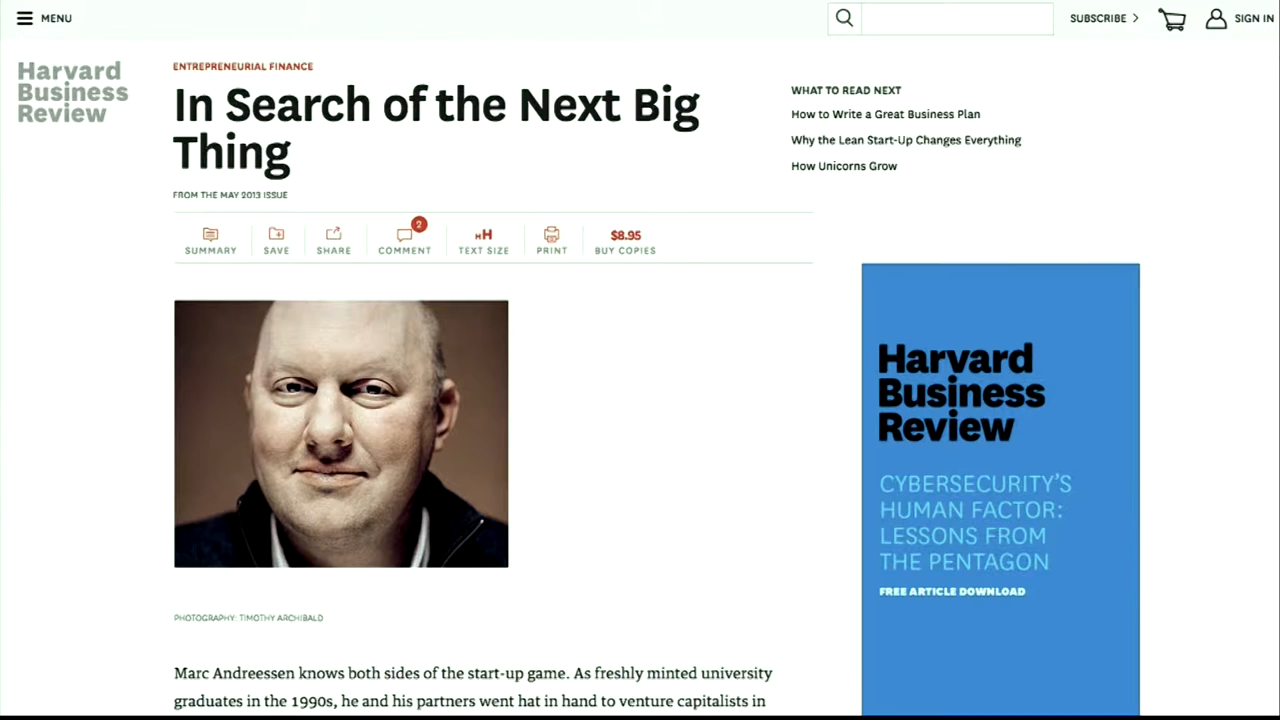 MENU
SUBSCRIBE
SIGN IN
Harvard
Business
Review
ENTREPRENEURIAL FINANCE
In Search of the Next Big
Thing
FROM THE MAY 2013 ISSUE
2
SUMMARY
SAVE
SHARE
COMMENT
HH
TEXT SIZE
PRINT
$8.95
BUY COPIES
WHAT TO READ NEXT
How to Write a Great Business Plan
Why the Lean Start-Up Changes Everything
How Unicorns Grow
Harvard
Business
Review
CYBERSECURITY'S
HUMAN FACTOR:
LESSONS FROM
THE PENTAGON
FREE ARTICLE DOWNLOAD
PHOTOGRAPHY: TIMOTHY ARCHIBALD
Marc Andreessen knows both sides of the start-up game. As freshly minted university
graduates in the 1990s, he and his partners went hat in hand to venture capitalists in